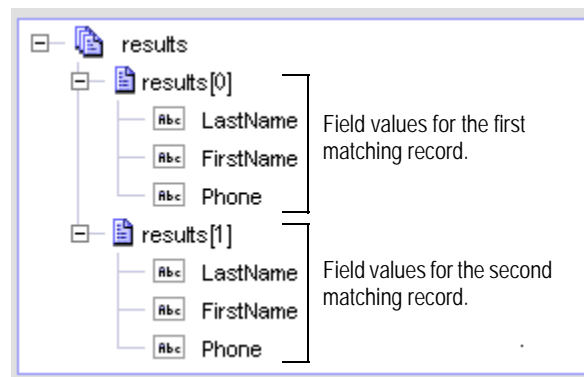 results
results[0]
Abc LastName
Abc FirstName
Abc Phone
Field values for the first
matching record.
results[1]
Abc LastName
Abc FirstName
Abc Phone
Field values for the second
matching record.